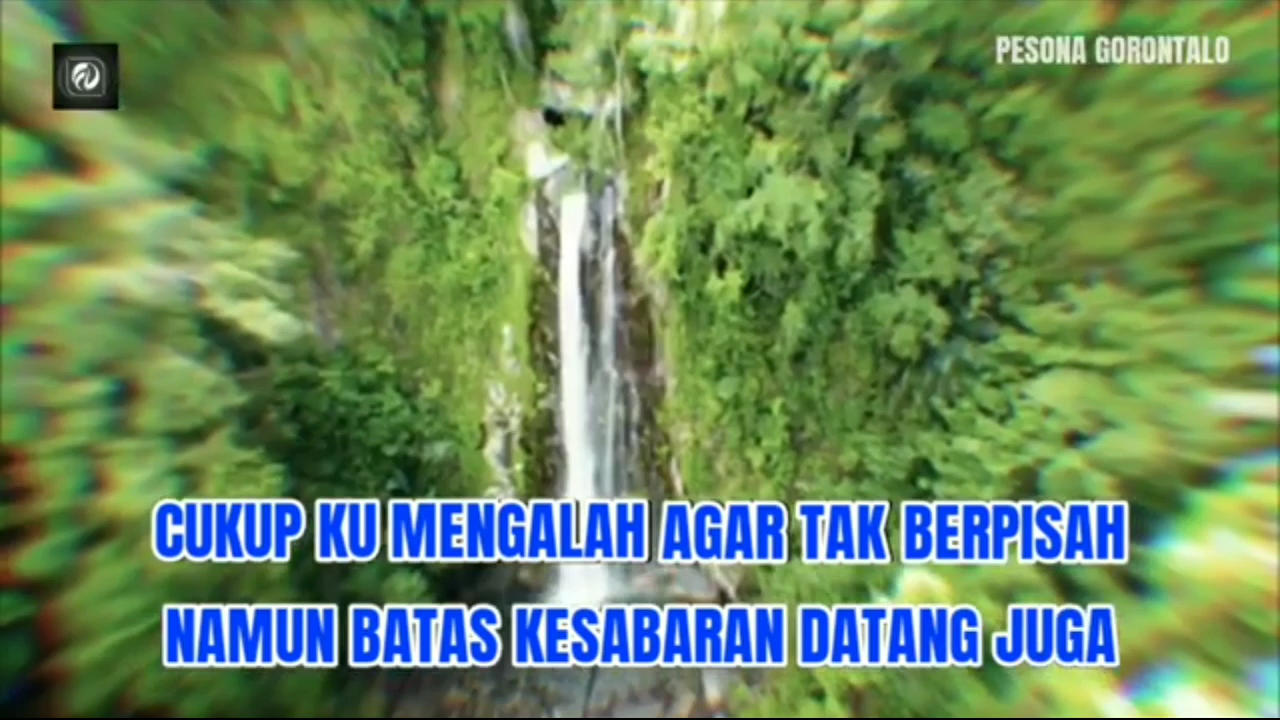 PESONA GORONTALO
CUKUP KU MENGALAH AGAR TAK BERPISAH
NAMUN BATAS KESABARAN DATANG JUGA